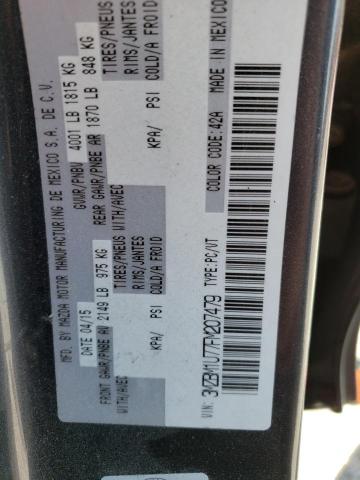 MFD. BY MAZDA MOTOR MANUFACTURING DE MEXICO S.A. DE C.V.
DATE 04/15 GVWR/PNBV 4001 LB 1815 KG
FRONT GAWR/PNBE AV 2149 LB 975 KG REAR GAWR/PNBE AR 1870 LB 848 KG
TIRES/PNEUS WITH/AVEC TIRES/PNEUS
RIMS/JANTES RIMS/JANTES
COLD/A FROID KPA/ PSI COLD/A FROID
KPA/ PSI
MADE IN MEXICO
COLOR CODE:42A
VIN: 3MZBM1U77FM207479 TYPE:PC/VT